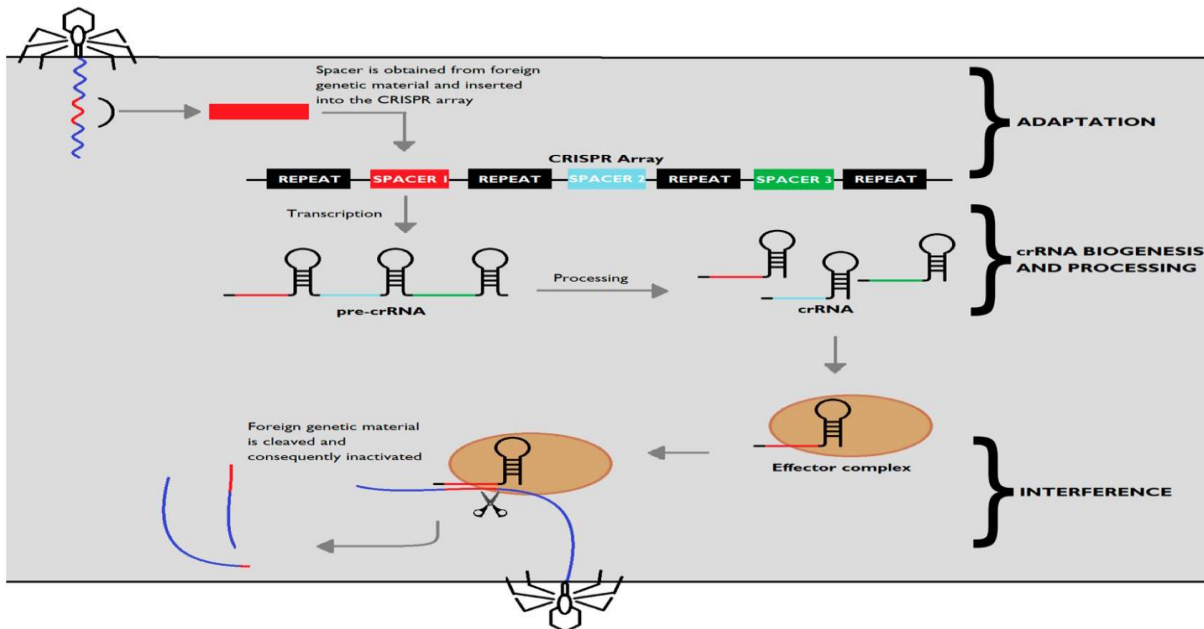 Spacer is obtained from foreign
genetic material and inserted
into the CRISPR array
ADAPTATION
CRISPR Array
REPEAT SPACER 1 REPEAT SPACER 2 REPEAT SPACER 3 REPEAT
Transcription
crRNA BIOGENESIS
AND PROCESSING
Processing
pre-crRNA
crRNA
Foreign genetic material
is cleaved and
consequently inactivated
Effector complex
INTERFERENCE